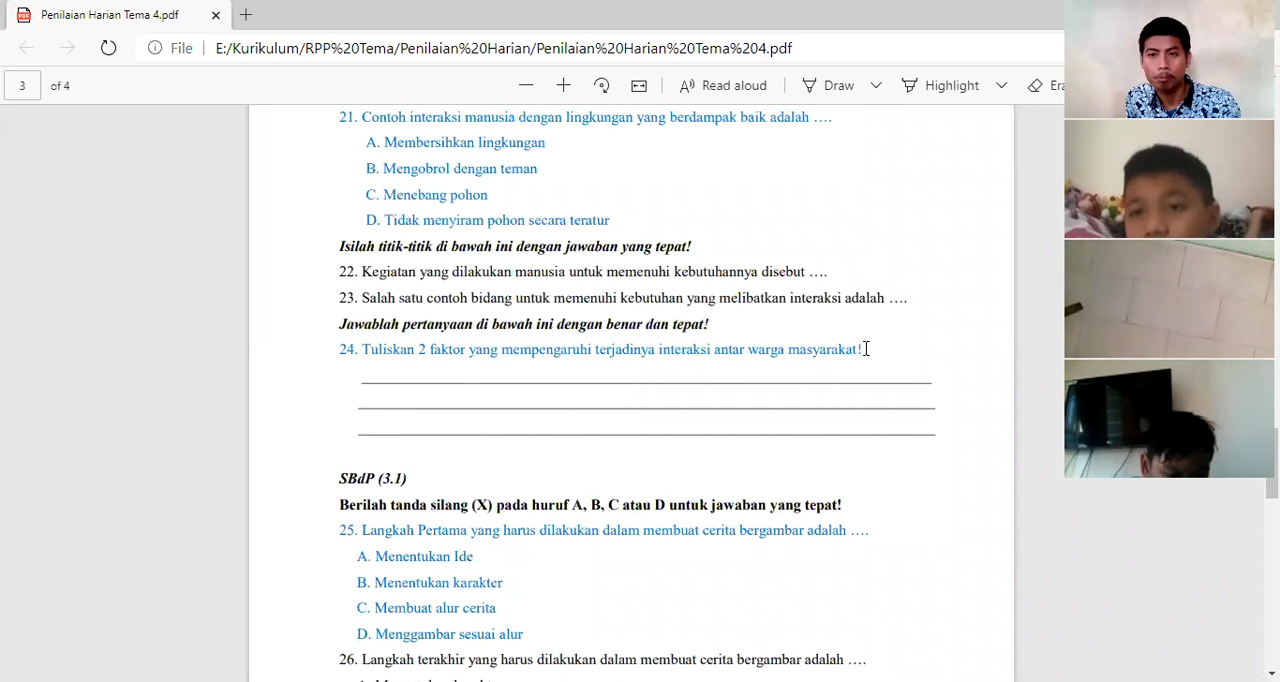 Penilaian Harian Tema 4.pdf
File
E:/Kurikulum/RPP%20Tema/Penilaian%20Harian/Penilaian%20Harian%20Tema%204.pdf
3 of 4
Read aloud
Draw
Highlight
Era
21. Contoh interaksi manusia dengan lingkungan yang berdampak baik adalah ….
A. Membersihkan lingkungan
B. Mengobrol dengan teman
C. Menebang pohon
D. Tidak menyiram pohon secara teratur
Isilah titik-titik di bawah ini dengan jawaban yang tepat!
22. Kegiatan yang dilakukan manusia untuk memenuhi kebutuhannya disebut ….
23. Salah satu contoh bidang untuk memenuhi kebutuhan yang melibatkan interaksi adalah ….
Jawablah pertanyaan di bawah ini dengan benar dan tepat!
24. Tuliskan 2 faktor yang mempengaruhi terjadinya interaksi antar warga masyarakat!
SBdP (3.1)
Berilah tanda silang (X) pada huruf A, B, C atau D untuk jawaban yang tepat!
25. Langkah Pertama yang harus dilakukan dalam membuat cerita bergambar adalah ….
A. Menentukan Ide
B. Menentukan karakter
C. Membuat alur cerita
D. Menggambar sesuai alur
26. Langkah terakhir yang harus dilakukan dalam membuat cerita bergambar adalah ….